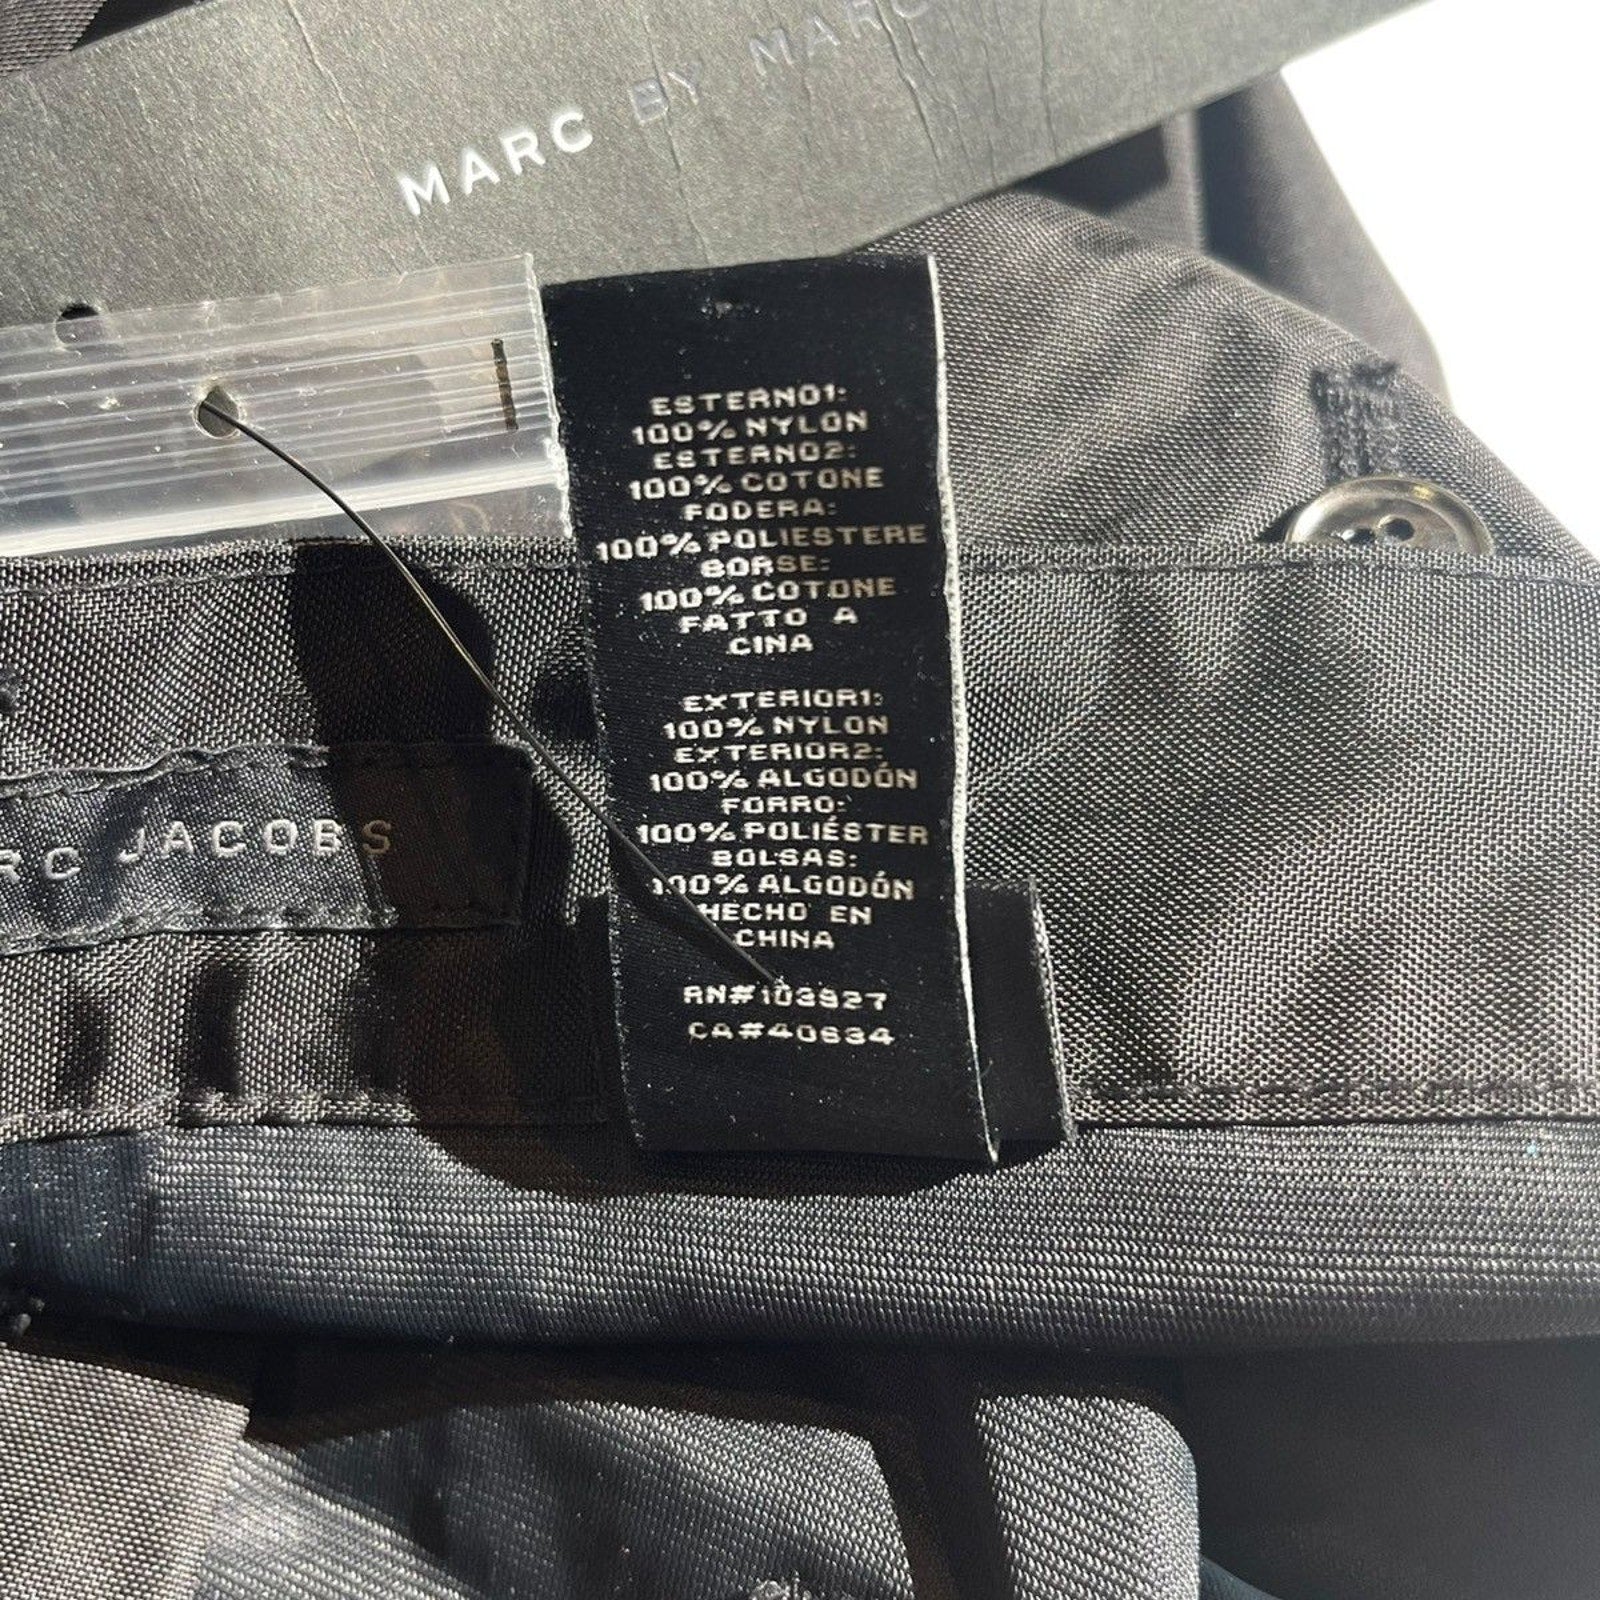 MARC BY MARC
ESTERNO1:
100% NYLON
ESTERNO2:
100% COTONE
FODERA:
100% POLIESTERE
BORSE:
100% COTONE
FATTO A
CINA
EXTERIOR1:
100% NYLON
EXTERIOR2:
100% ALGODÓN
FORRO:
100% POLIÉSTER
BOLSAS:
100% ALGODÓN
HECHO EN
CHINA
RN#103927
CA#40634
RC JACOBS